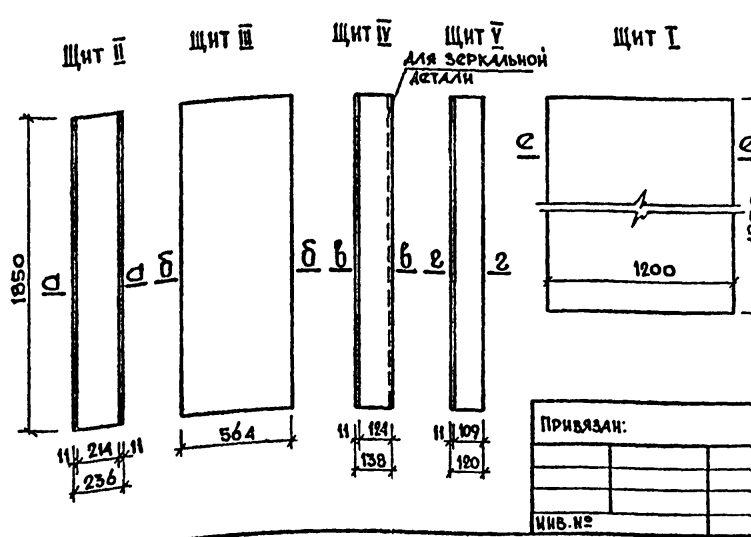 Щит II
Щит III
Щит IV
Щит V
Щит I
для зеркальной
детали
е
1850
а
а
б
б
в
в
г
г
1200
11
214
11
236
564
11
124
138
11
109
120
Привязан:
Инв.№